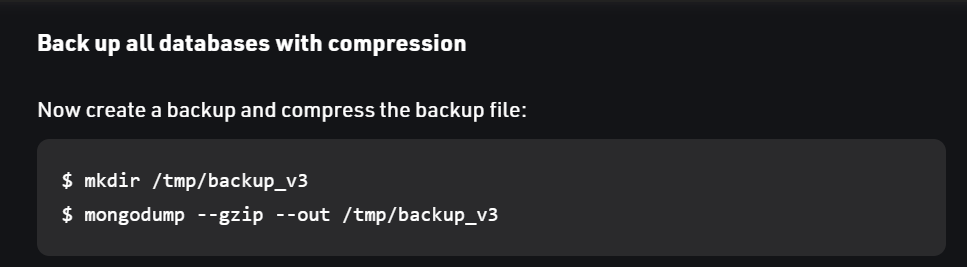 Back up all databases with compression
Now create a backup and compress the backup file:
$ mkdir /tmp/backup_v3
$ mongodump --gzip --out /tmp/backup_v3